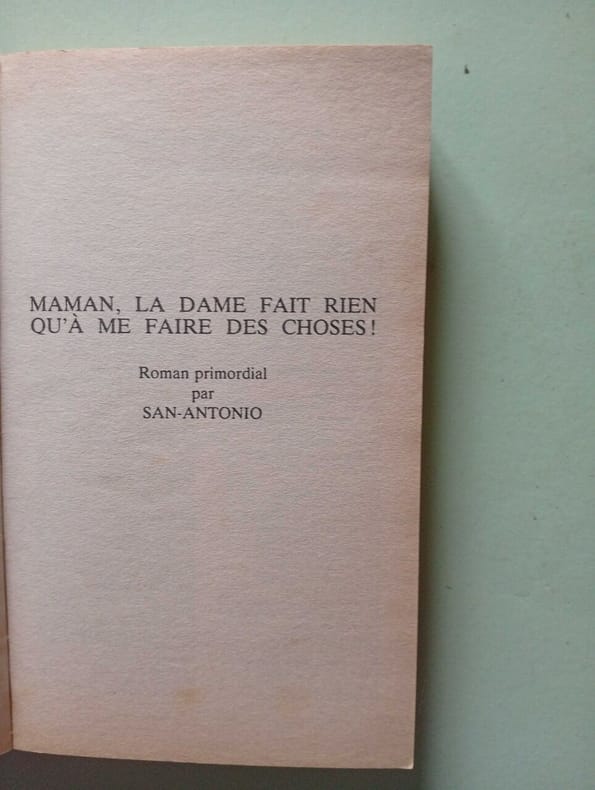 MAMAN, LA DAME FAIT RIEN
QU'À ME FAIRE DES CHOSES !
Roman primordial
par
SAN-ANTONIO